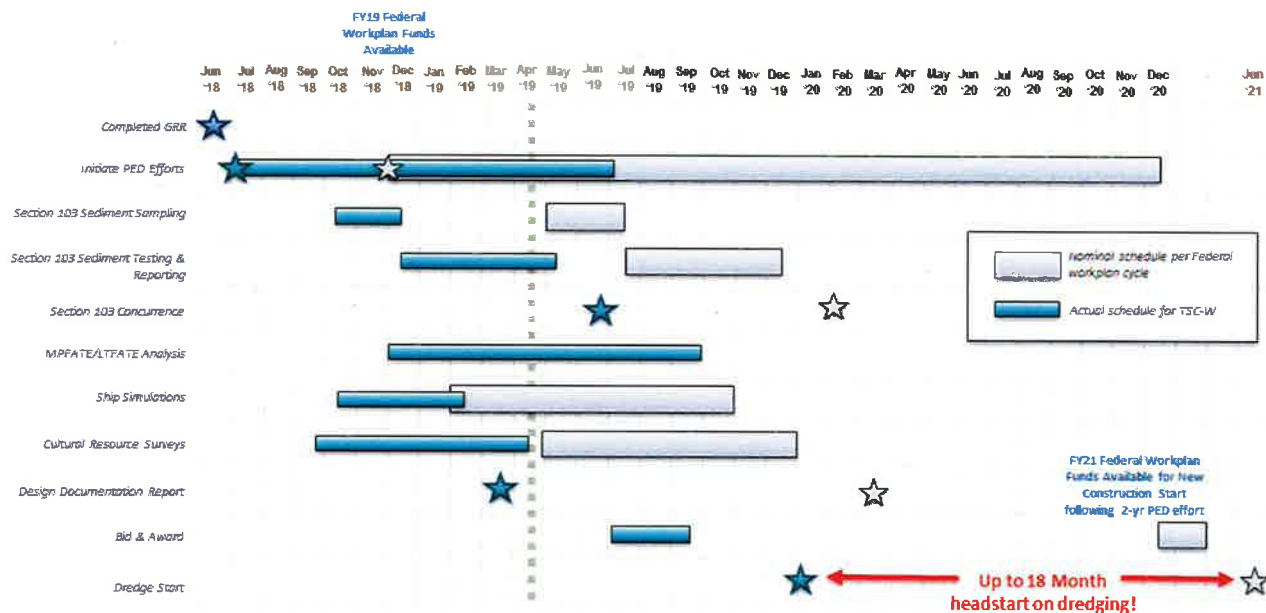 FY19 Federal
Workplan Funds
Available
Jun Jul Aug Sep Oct Nov Dec Jan Feb Mar Apr May Jun Jul Aug Sep Oct Nov Dec Jan Feb Mar Apr May Jun Jul Aug Sep Oct Nov Dec Jun
'18 '18 '18 '18 '18 '18 '18 '19 '19 '19 '19 '19 '19 '19 '19 '19 '19 '19 '19 '20 '20 '20 '20 '20 '20 '20 '20 '20 '20 '20 '20 '21
Completed GRR
Initiate PED Efforts
Section 103 Sediment Sampling
Section 103 Sediment Testing &
Reporting
Nominal schedule per Federal
workplan cycle
Section 103 Concurrence
Actual schedule for TSC-W
MPFATE/LTFATE Analysis
Ship Simulations
Cultural Resource Surveys
FY21 Federal Workplan
Funds Available for New
Construction Start
following 2-yr PED effort
Design Documentation Report
Bid & Award
Dredge Start
Up to 18 Month
headstart on dredging!